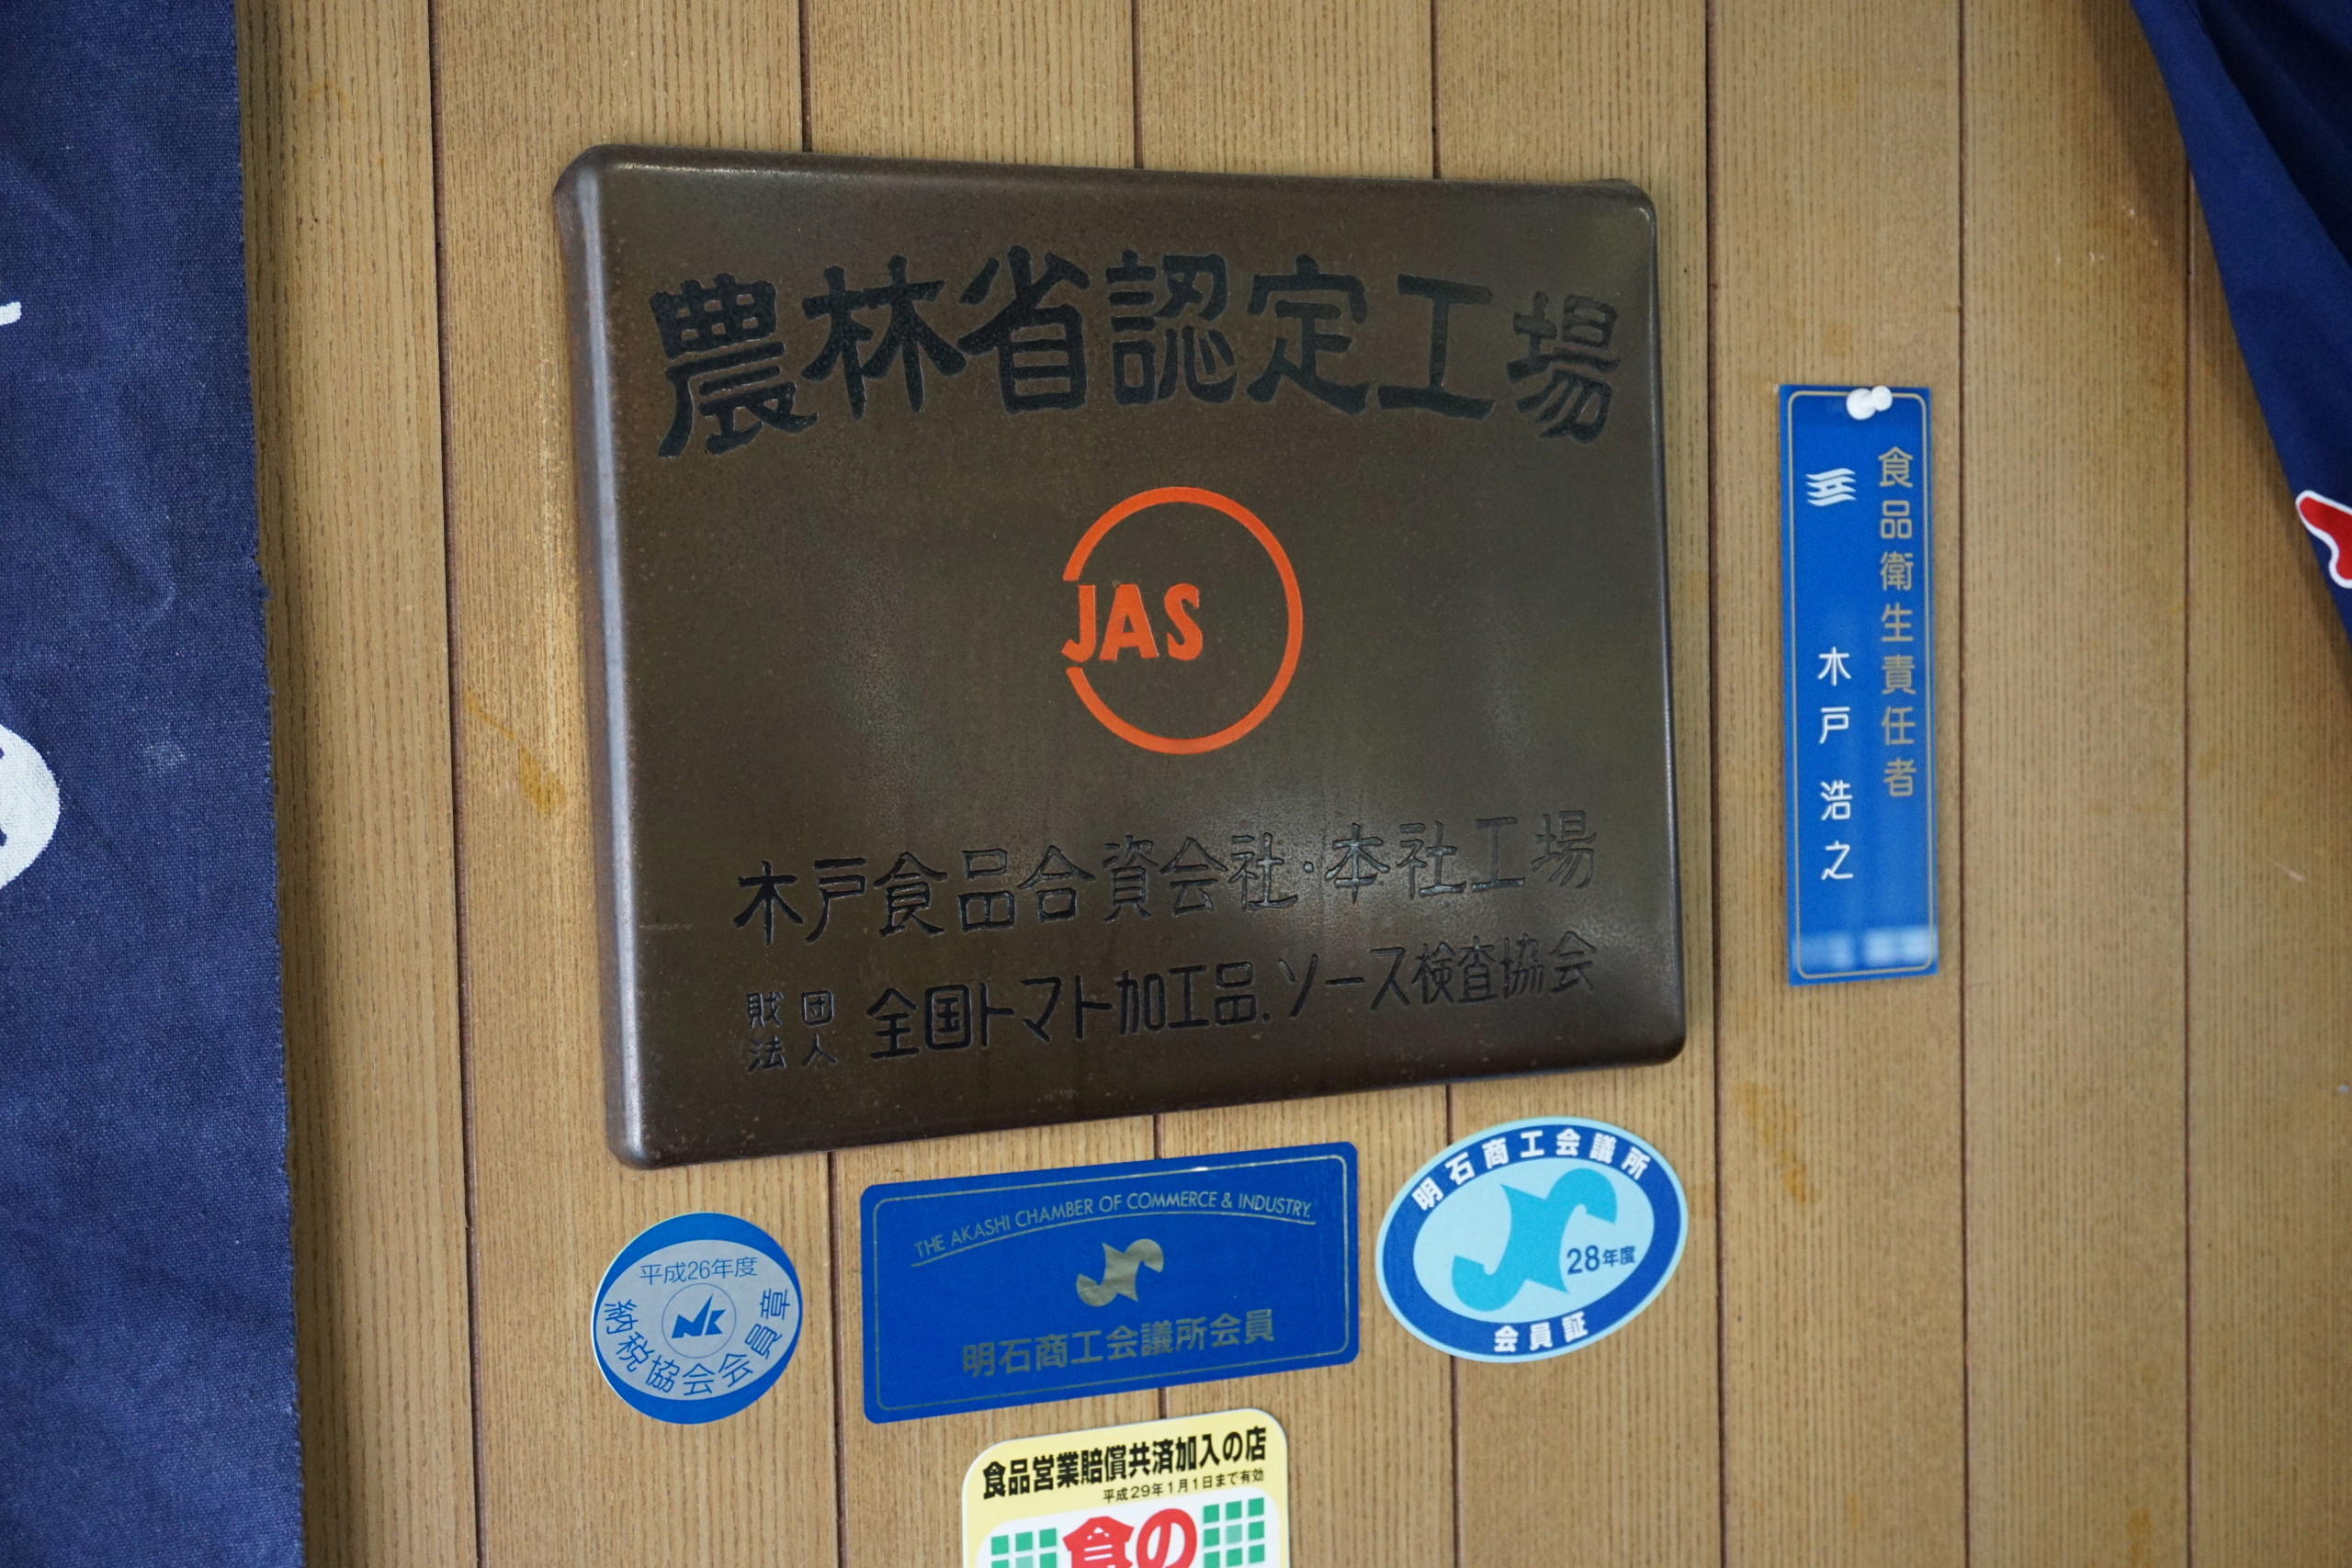 農林省認定工場
JAS
木戸食品合資会社・本社工場
財団法人 全国トマト加工品.ソース検査協会
食品衛生責任者
木戸浩之
平成26年度
納税協会会員章
THE AKASHI CHAMBER OF COMMERCE & INDUSTRY.
明石商工会議所会員
明石商工会議所
28年度
会員証
食品営業賠償共済加入の店
平成29年1月1日まで有効
食の